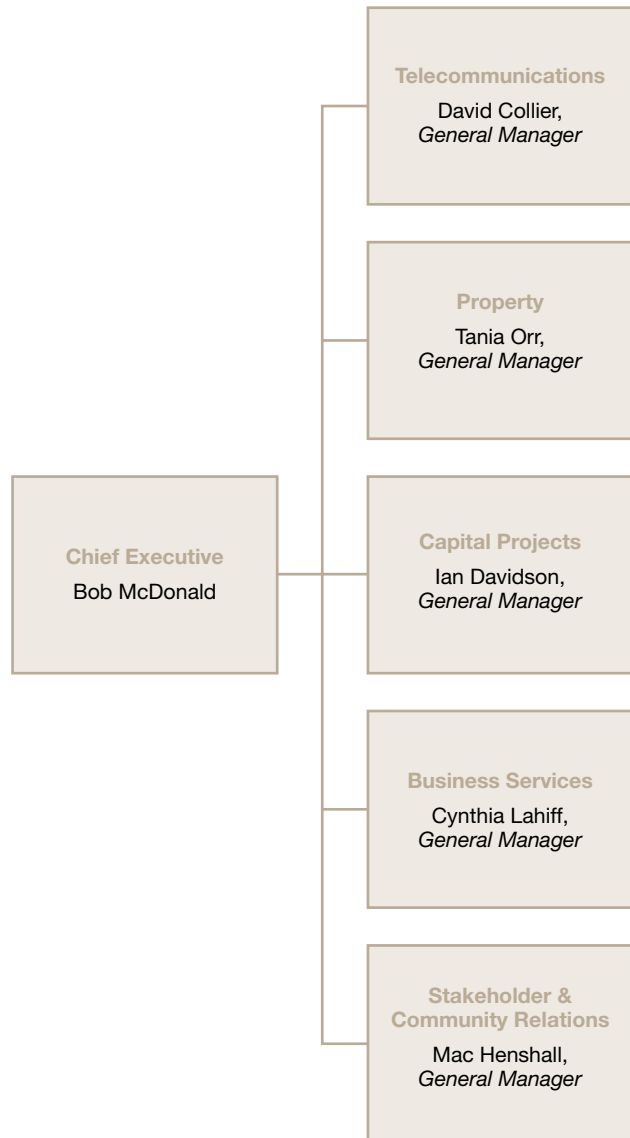 Telecommunications
David Collier,
General Manager
Property
Tania Orr,
General Manager
Chief Executive
Bob McDonald
Capital Projects
Ian Davidson,
General Manager
Business Services
Cynthia Lahiff,
General Manager
Stakeholder &
Community Relations
Mac Henshall,
General Manager